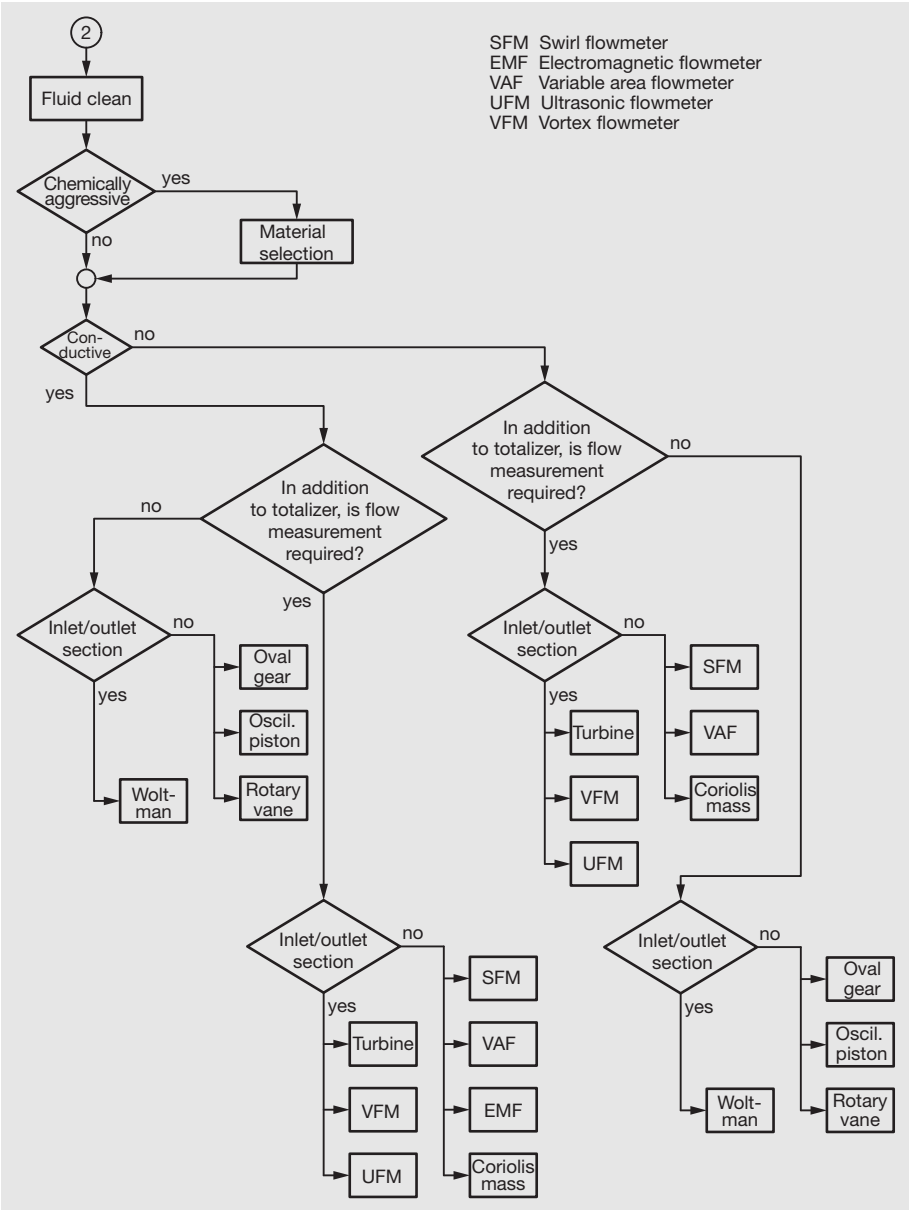 2
SFM Swirl flowmeter
EMF Electromagnetic flowmeter
VAF Variable area flowmeter
UFM Ultrasonic flowmeter
VFM Vortex flowmeter
Fluid clean
Chemically
aggressive
yes
no
Material
selection
Con-
ductive
no
yes
In addition
to totalizer, is flow
measurement
required?
no
yes
In addition
to totalizer, is flow
measurement
required?
no
yes
Inlet/outlet
section
no
yes
Oval
gear
Oscil.
piston
Rotary
vane
Wolt-
man
Inlet/outlet
section
no
yes
SFM
Turbine
VAF
VFM
Coriolis
mass
UFM
Inlet/outlet
section
no
yes
SFM
Turbine
VAF
VFM
EMF
UFM
Coriolis
mass
Inlet/outlet
section
no
yes
Oval
gear
Oscil.
piston
Wolt-
man
Rotary
vane